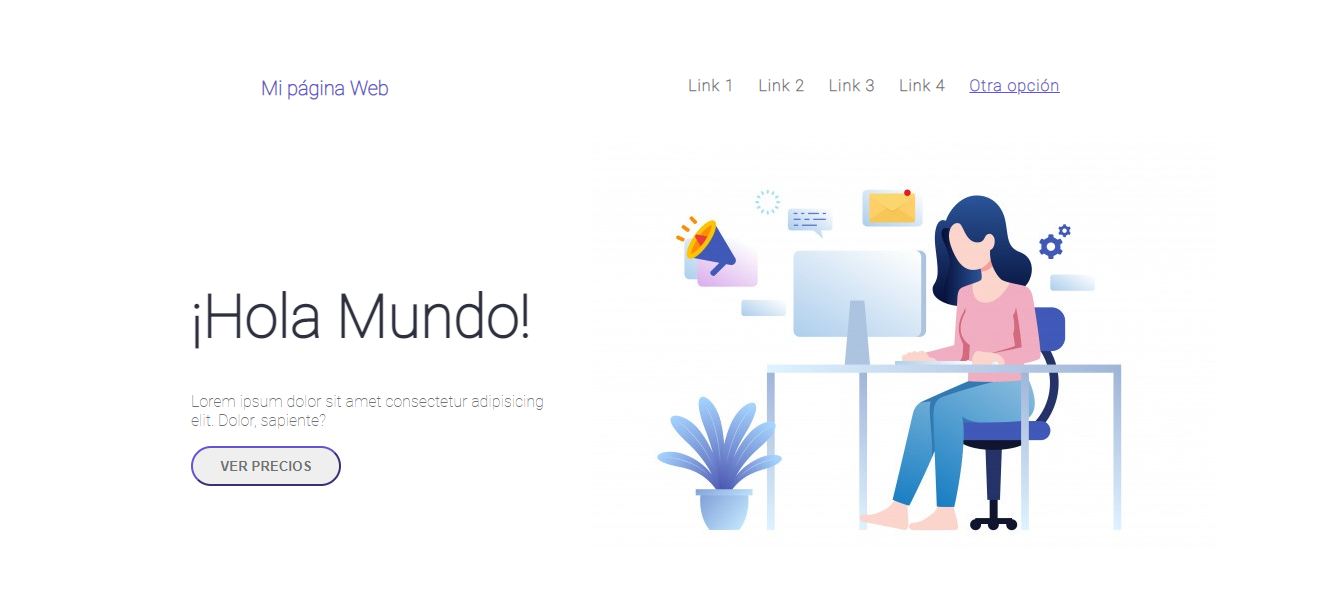 Mi página Web
Link 1 Link 2 Link 3 Link 4 Otra opción
¡Hola Mundo!
Lorem ipsum dolor sit amet consectetur adipisicing
elit. Dolor, sapiente?
VER PRECIOS